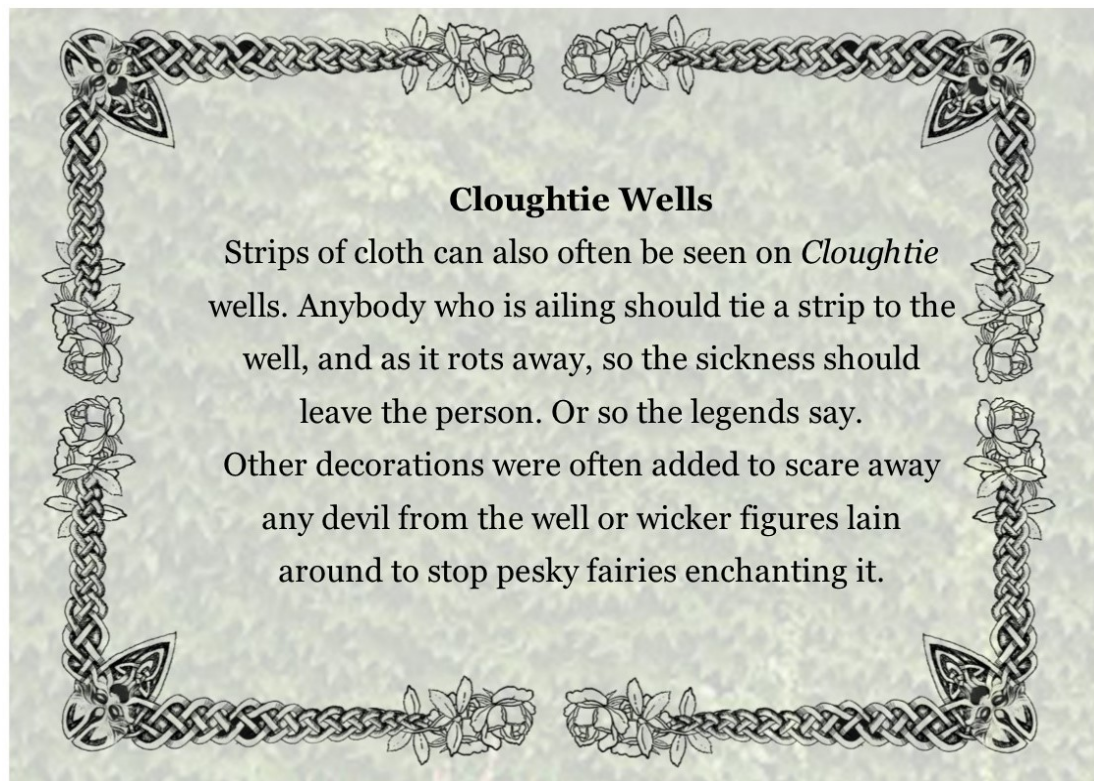 Cloughtie Wells
Strips of cloth can also often be seen on Cloughtie
wells. Anybody who is ailing should tie a strip to the
well, and as it rots away, so the sickness should
leave the person. Or so the legends say.
Other decorations were often added to scare away
any devil from the well or wicker figures lain
around to stop pesky fairies enchanting it.